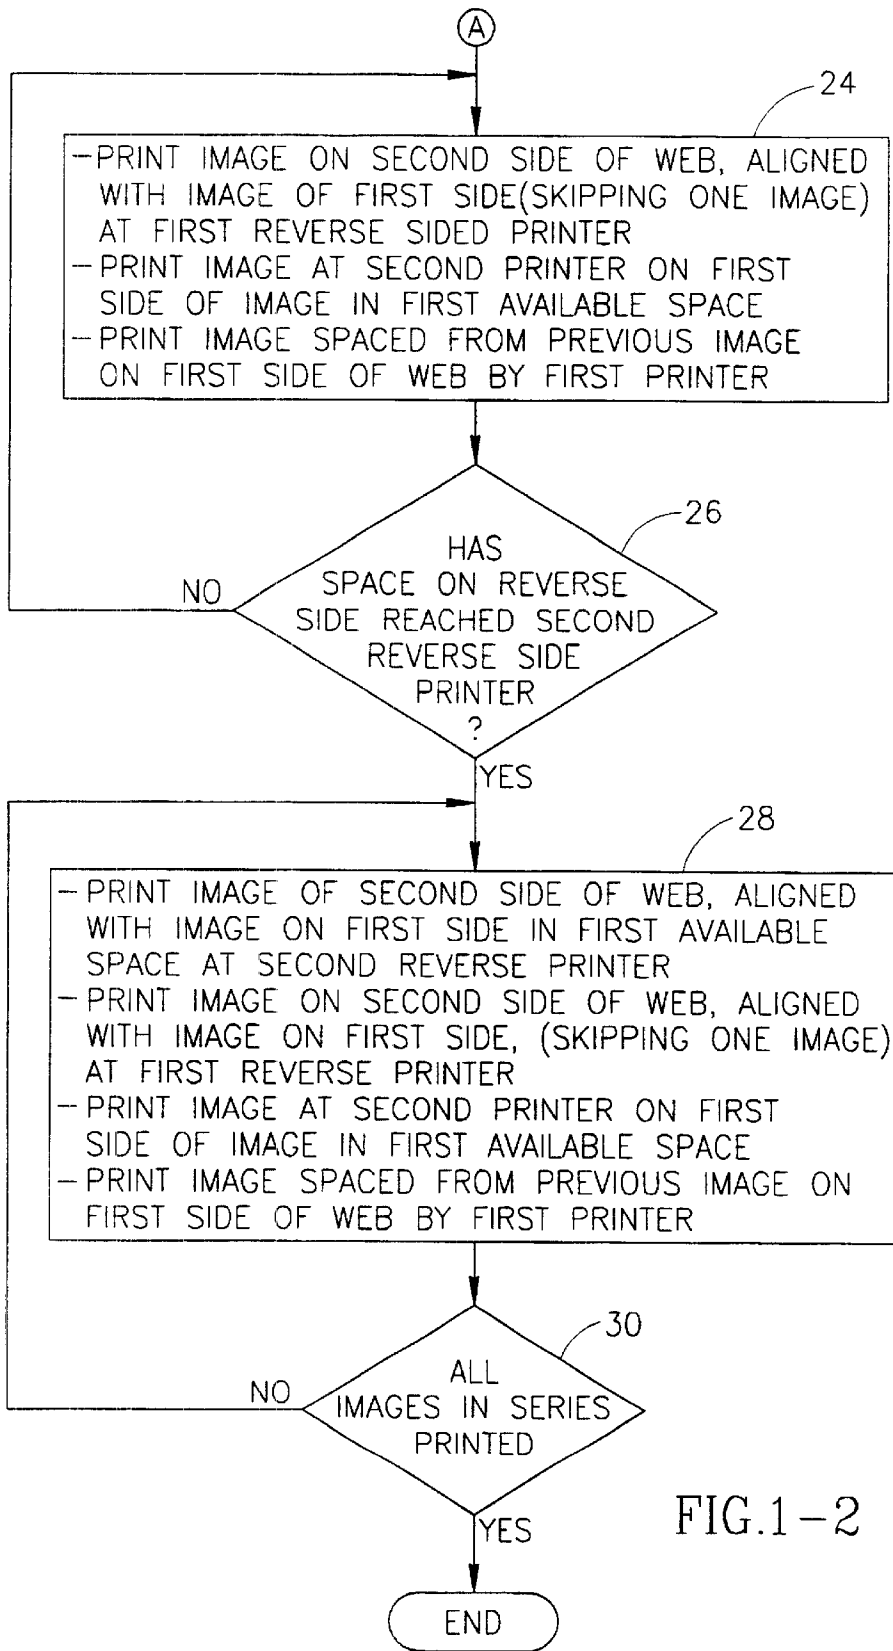 A
24
–PRINT IMAGE ON SECOND SIDE OF WEB, ALIGNED
WITH IMAGE OF FIRST SIDE(SKIPPING ONE IMAGE)
AT FIRST REVERSE SIDED PRINTER
–PRINT IMAGE AT SECOND PRINTER ON FIRST
SIDE OF IMAGE IN FIRST AVAILABLE SPACE
–PRINT IMAGE SPACED FROM PREVIOUS IMAGE
ON FIRST SIDE OF WEB BY FIRST PRINTER
26
HAS
SPACE ON REVERSE
SIDE REACHED SECOND
REVERSE SIDE
PRINTER
?
NO
YES
28
–PRINT IMAGE OF SECOND SIDE OF WEB, ALIGNED
WITH IMAGE ON FIRST SIDE IN FIRST AVAILABLE
SPACE AT SECOND REVERSE PRINTER
–PRINT IMAGE ON SECOND SIDE OF WEB, ALIGNED
WITH IMAGE ON FIRST SIDE, (SKIPPING ONE IMAGE)
AT FIRST REVERSE PRINTER
–PRINT IMAGE AT SECOND PRINTER ON FIRST
SIDE OF IMAGE IN FIRST AVAILABLE SPACE
–PRINT IMAGE SPACED FROM PREVIOUS IMAGE ON
FIRST SIDE OF WEB BY FIRST PRINTER
30
ALL
IMAGES IN SERIES
PRINTED
NO
YES
END
FIG.1–2